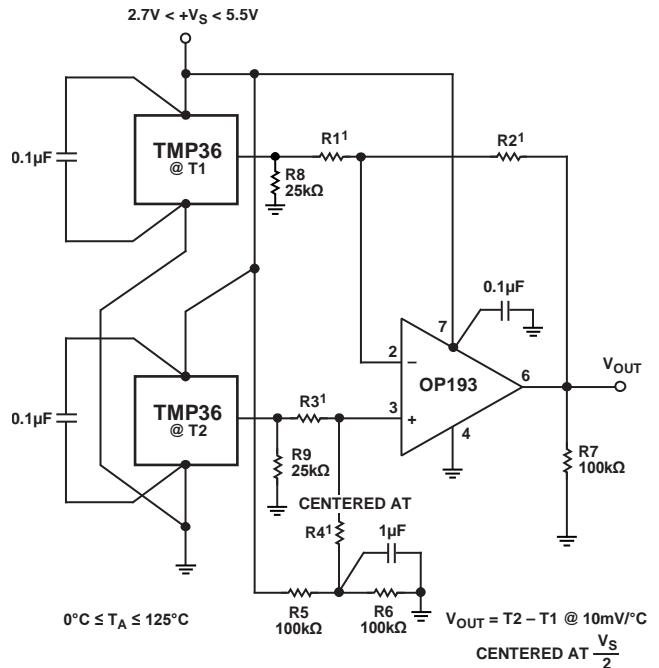 2.7V < +VS < 5.5V
0.1µF
TMP36
@ T1
R1¹
R2¹
R8
25kΩ
0.1µF
7
2
–
OP193
6
VOUT
0.1µF
TMP36
@ T2
R3¹
3
+
4
R9
25kΩ
R7
100kΩ
CENTERED AT
R4¹
1µF
R5
100kΩ
R6
100kΩ
0°C ≤ TA ≤ 125°C
VOUT = T2 – T1 @ 10mV/°C
CENTERED AT VS/2